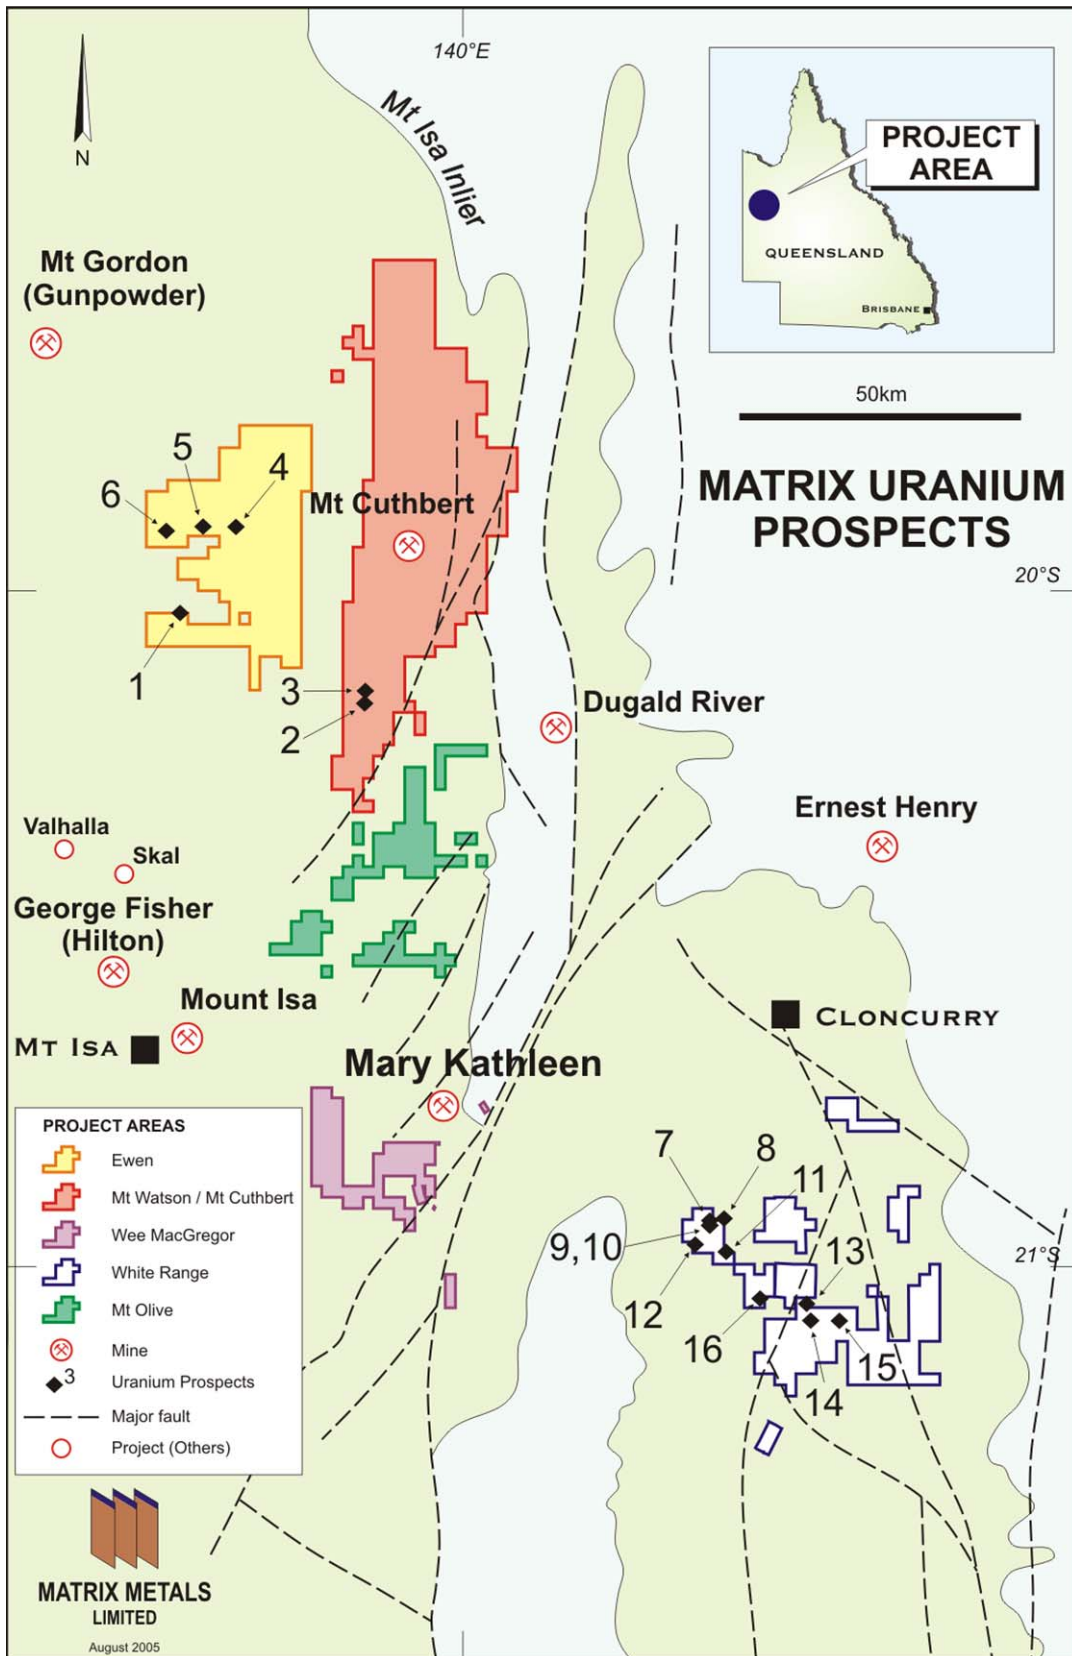 140°E
Mt Isa Inlier
N
PROJECT
AREA
QUEENSLAND
BRISBANE
Mt Gordon
(Gunpowder)
50km
MATRIX URANIUM
PROSPECTS
5
4
6
Mt Cuthbert
20°S
1
3
2
Dugald River
Valhalla
Skal
Ernest Henry
George Fisher
(Hilton)
Mount Isa
MT ISA
CLONCURRY
Mary Kathleen
7
8
11
9,10
13
21°S
12
16
15
14
PROJECT AREAS
Ewen
Mt Watson / Mt Cuthbert
Wee MacGregor
White Range
Mt Olive
Mine
3
Uranium Prospects
Major fault
Project (Others)
MATRIX METALS
LIMITED
August 2005